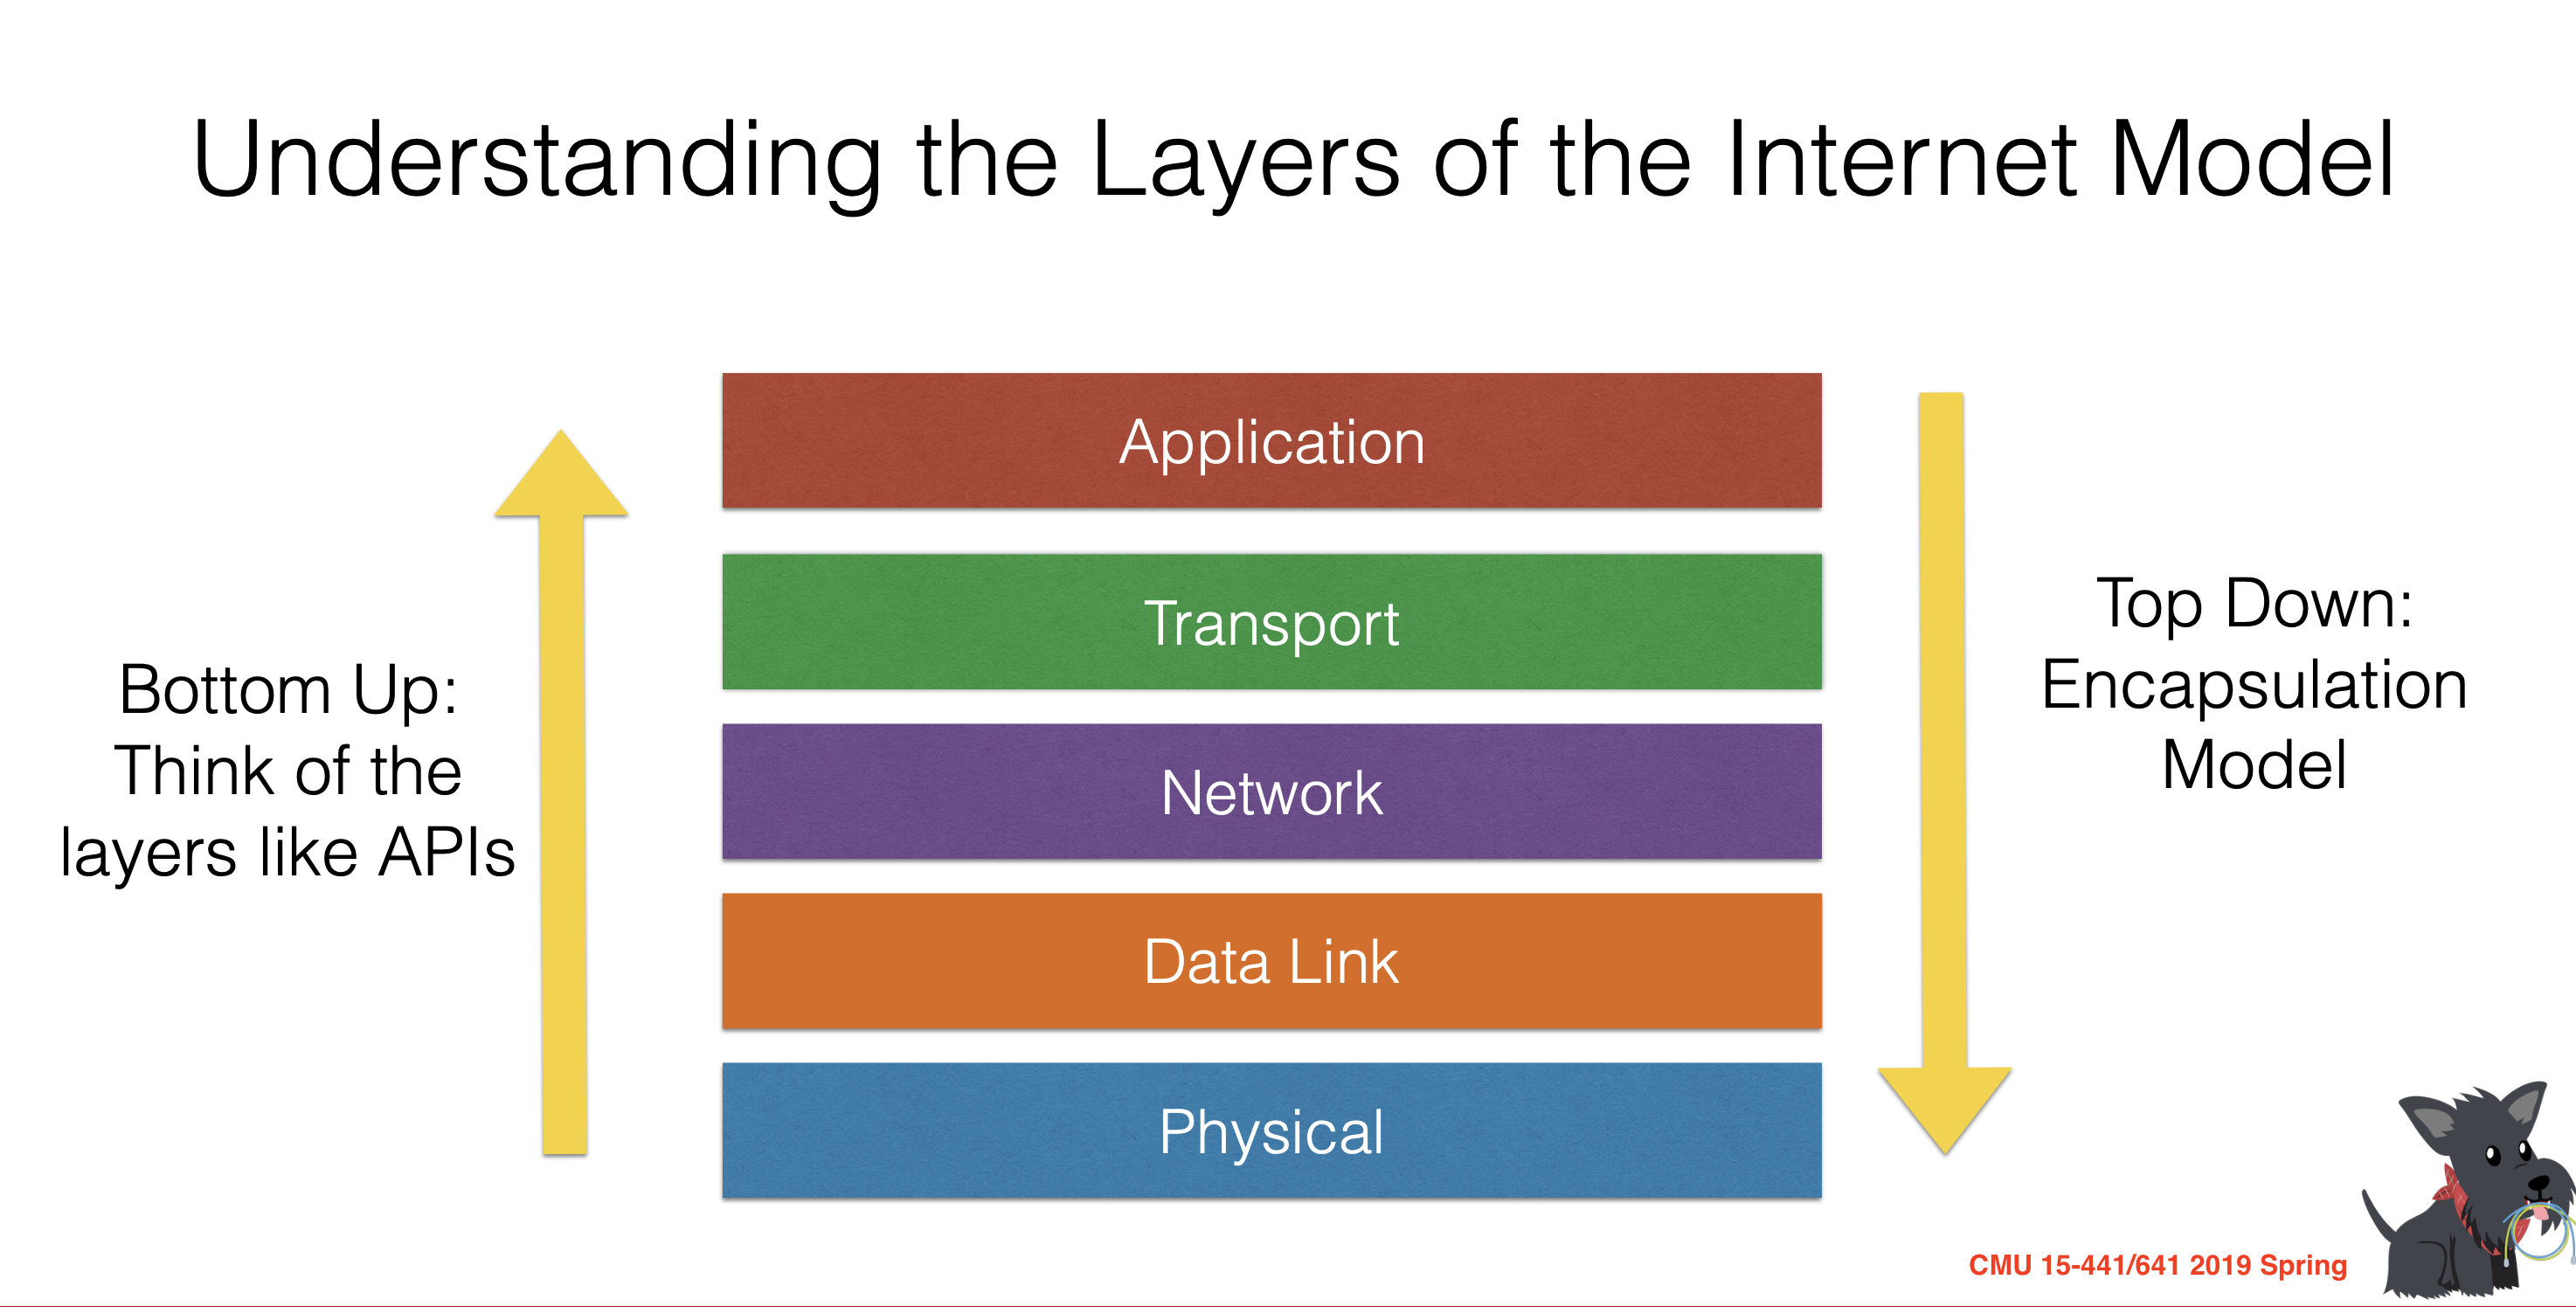 Understanding the Layers of the Internet Model
Bottom Up:
Think of the
layers like APIs
Application
Transport
Network
Data Link
Physical
Top Down:
Encapsulation
Model
CMU 15-441/641 2019 Spring